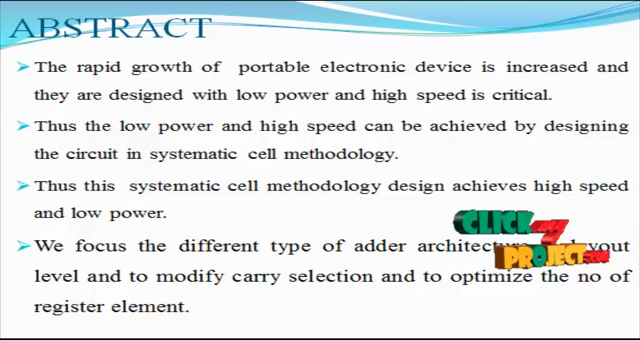 ABSTRACT
The rapid growth of portable electronic device is increased and
they are designed with low power and high speed is critical.
Thus the low power and high speed can be achieved by designing
the circuit in systematic cell methodology.
Thus this systematic cell methodology design achieves high speed
and low power.
CLICK
We focus the different type of adder architecture
my
level and to modify carry selection and to optimize the no of
PROJECT.COM
register element.